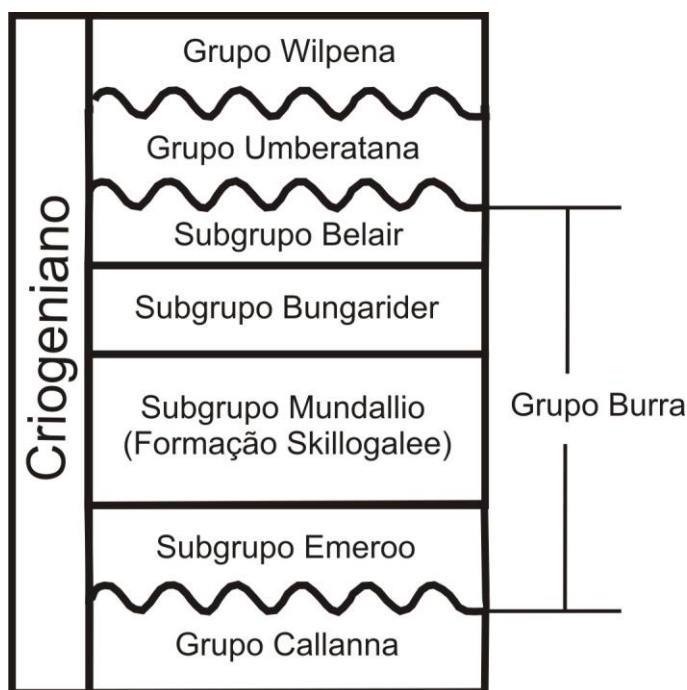 Criogeniano
Grupo Wilpena
Grupo Umberatana
Subgrupo Belair
Subgrupo Bungarider
Subgrupo Mundallio
(Formação Skillogalee)
Grupo Burra
Subgrupo Emeroo
Grupo Callanna